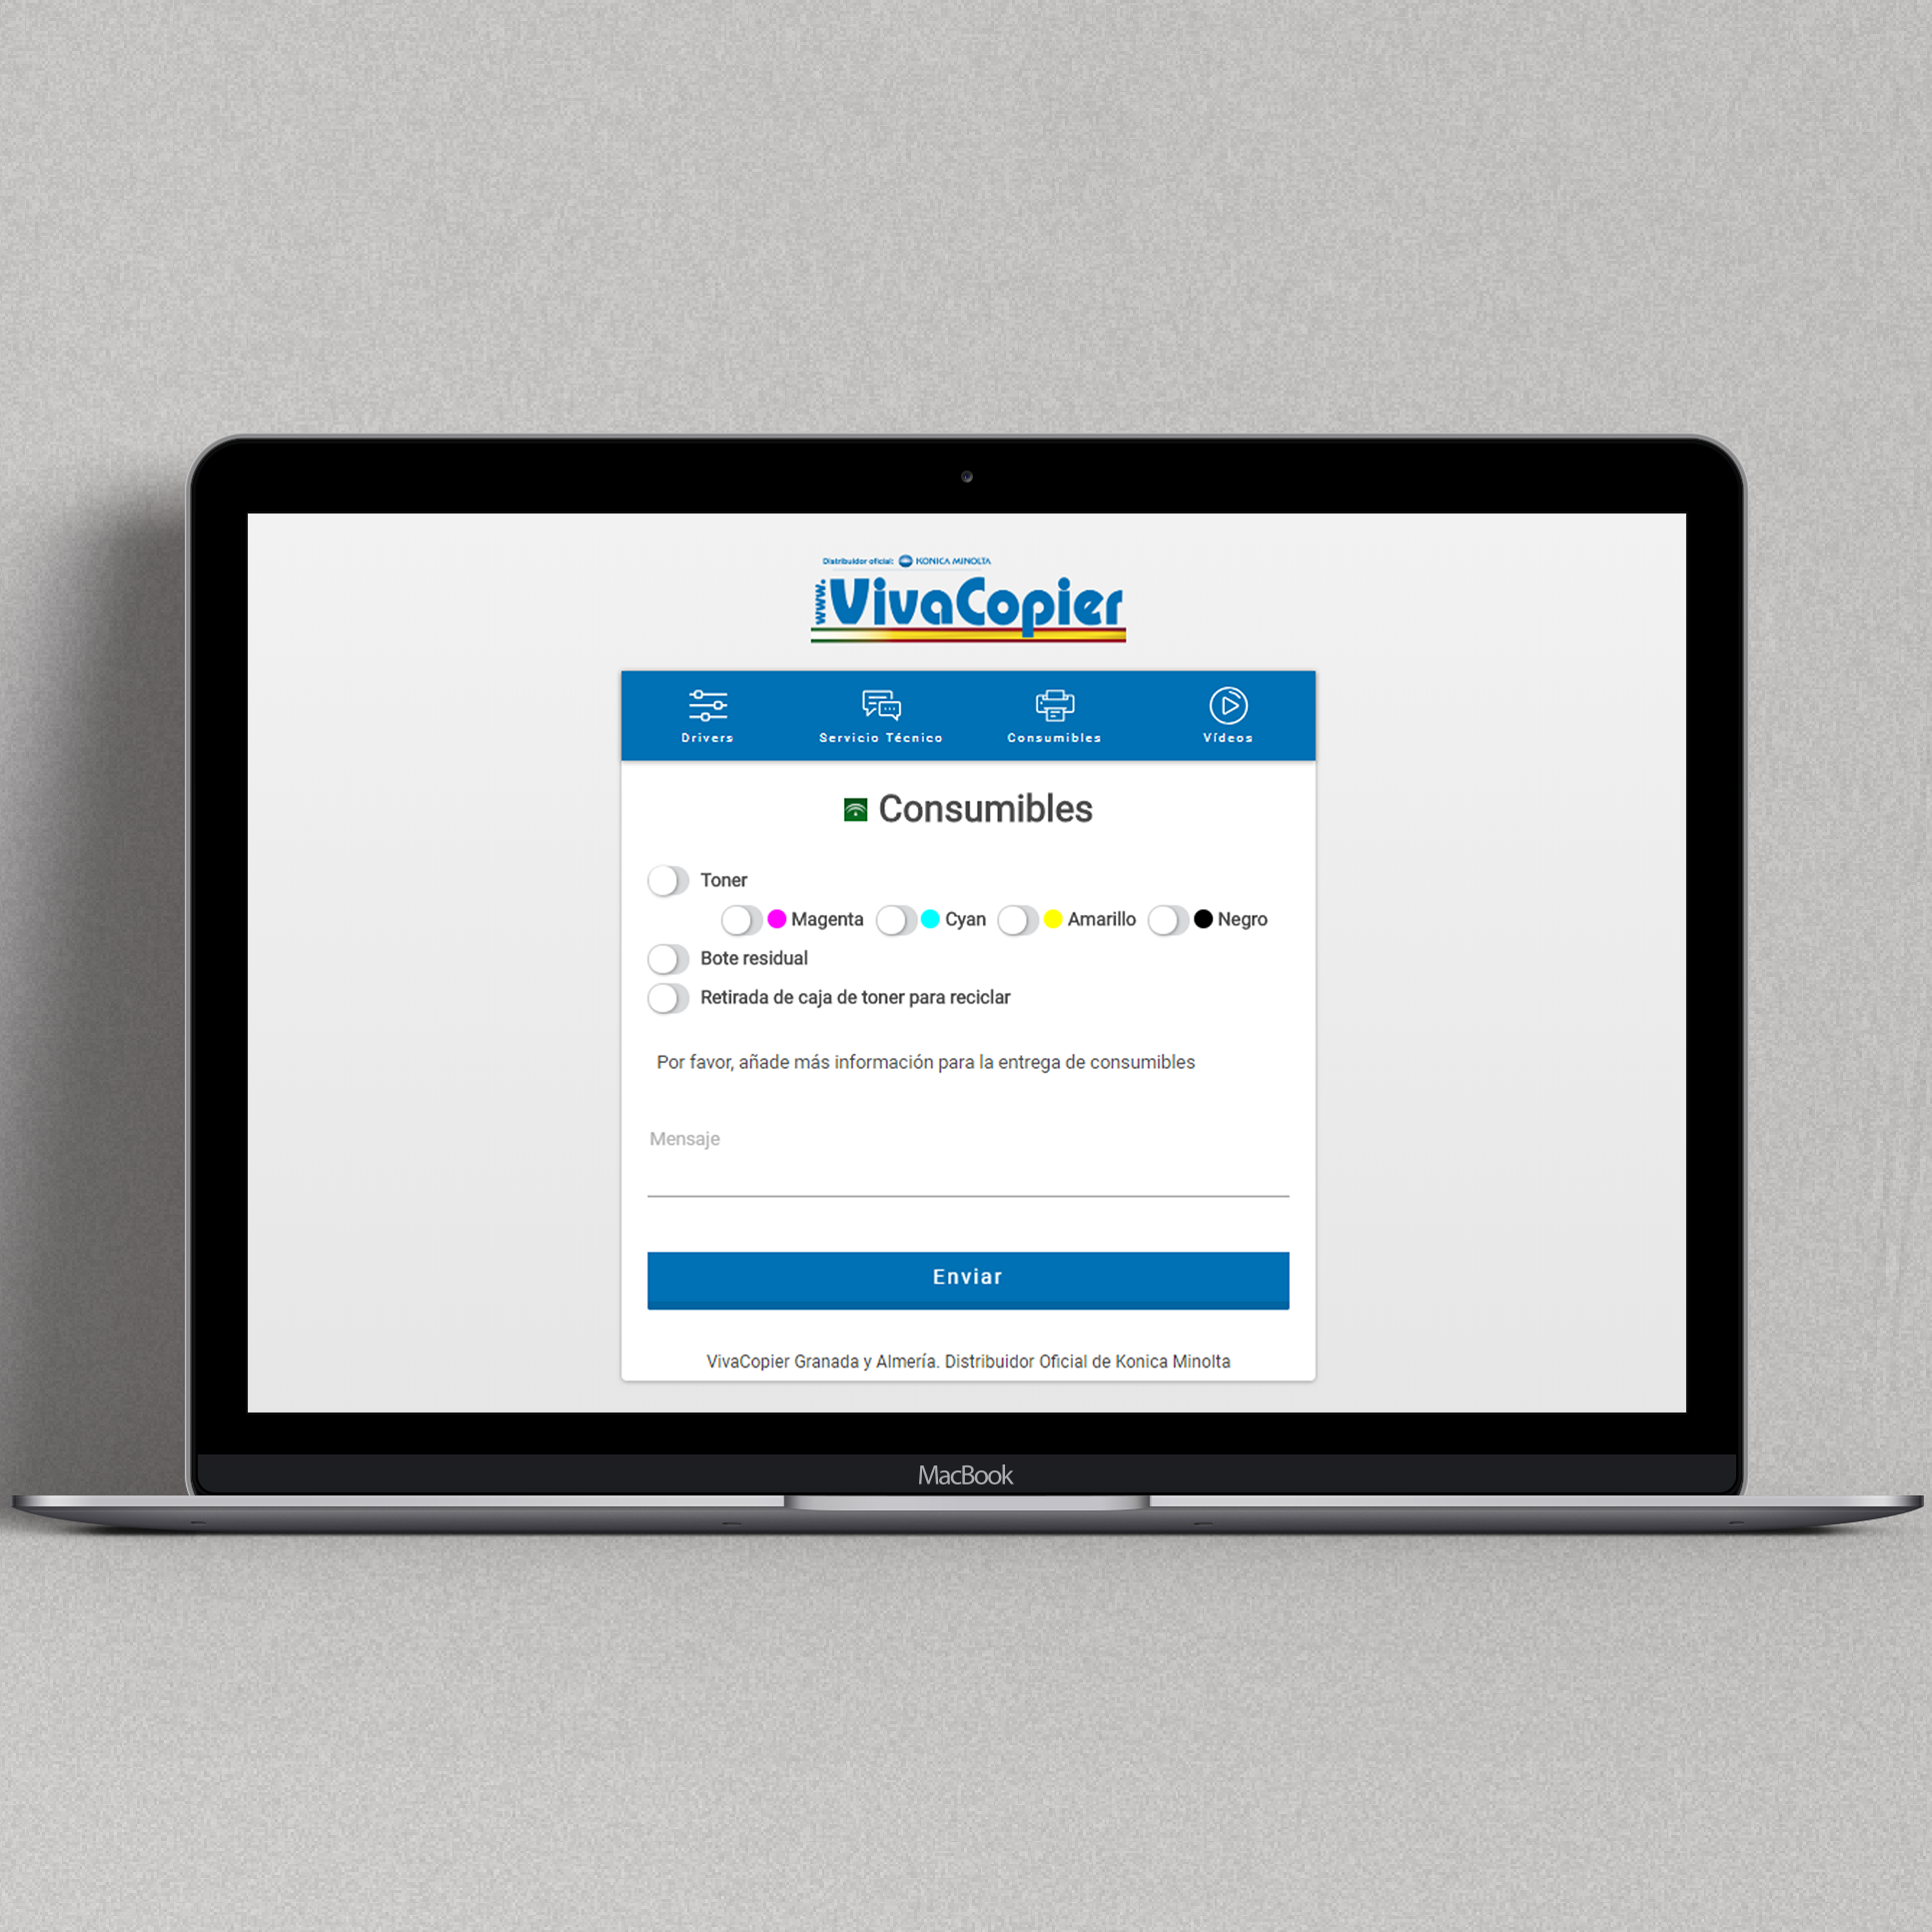 Distribuidor oficial: KONICA MINOLTA
www.VivaCopier
Drivers Servicio Técnico Consumibles Vídeos
Consumibles
Toner
Magenta Cyan Amarillo Negro
Bote residual
Retirada de caja de toner para reciclar
Por favor, añade más información para la entrega de consumibles
Mensaje
Enviar
VivaCopier Granada y Almería. Distribuidor Oficial de Konica Minolta
MacBook